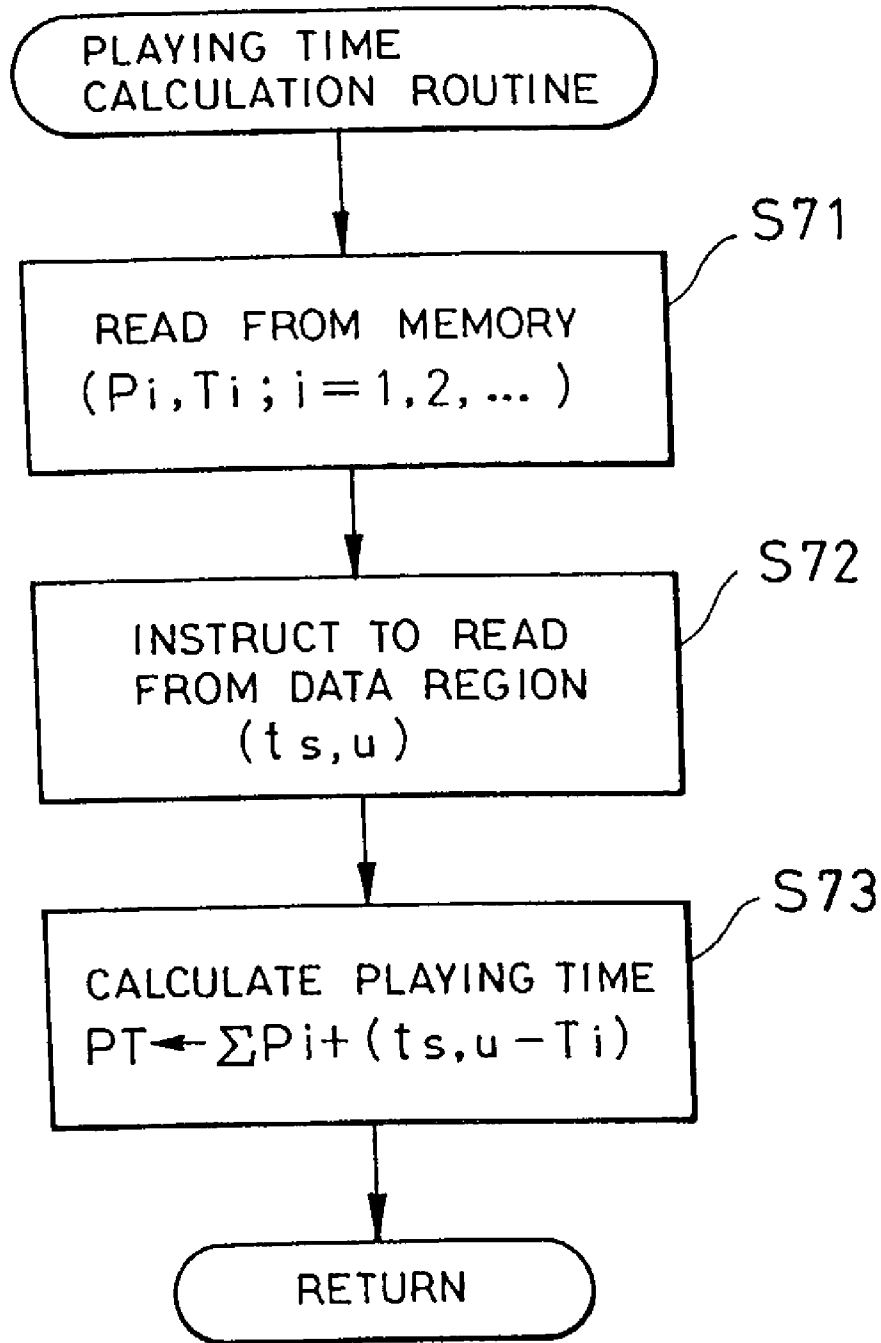 PLAYING TIME
CALCULATION ROUTINE
S71
READ FROM MEMORY
(Pi,Ti;i=1,2,...)
S72
INSTRUCT TO READ
FROM DATA REGION
(ts,u)
S73
CALCULATE PLAYING TIME
PT←ΣPi+(ts,u-Ti)
RETURN